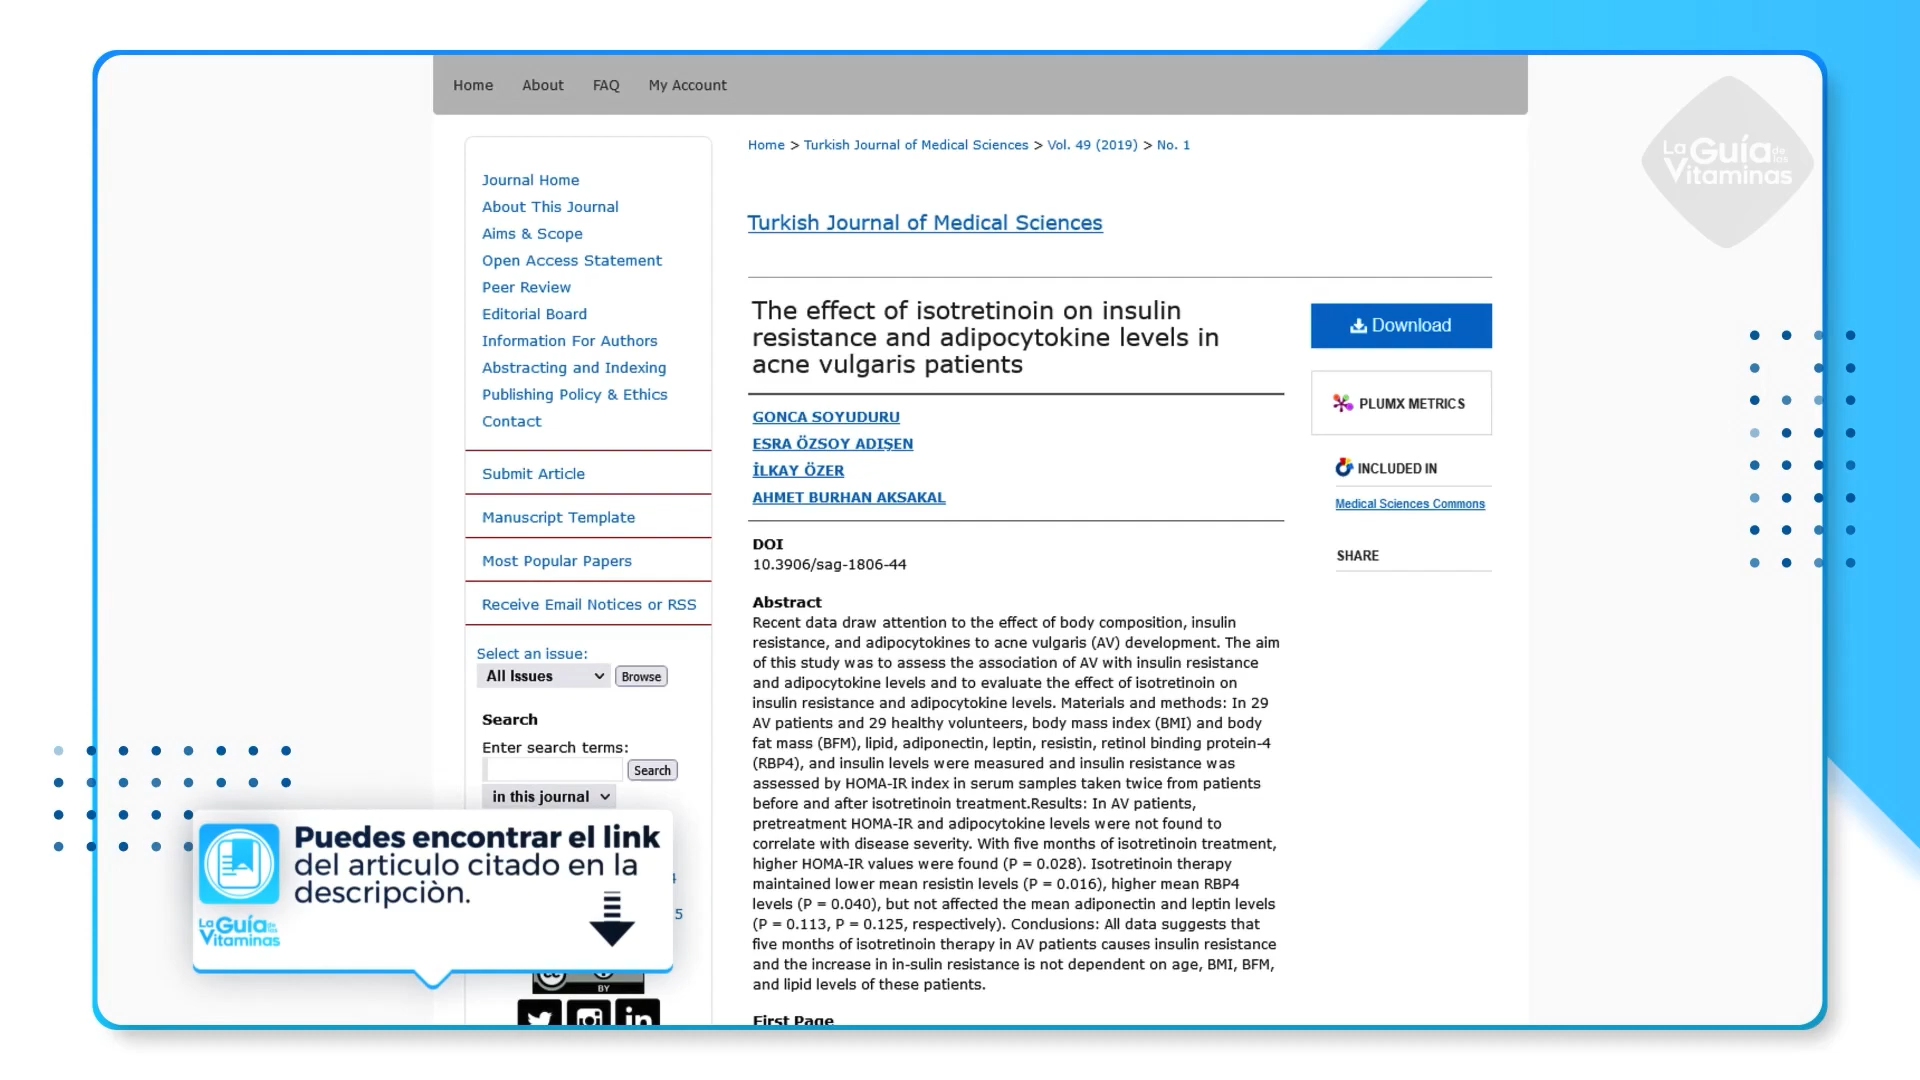 Home About FAQ My Account
La Guía de las Vitaminas
Home > Turkish Journal of Medical Sciences > Vol. 49 (2019) > No. 1
Journal Home
About This Journal
Aims & Scope
Open Access Statement
Peer Review
Editorial Board
Information For Authors
Abstracting and Indexing
Publishing Policy & Ethics
Contact
Submit Article
Manuscript Template
Most Popular Papers
Receive Email Notices or RSS
Select an issue:
All Issues Browse
Search
Enter search terms:
Search
in this journal
Turkish Journal of Medical Sciences
The effect of isotretinoin on insulin
resistance and adipocytokine levels in
acne vulgaris patients
GONCA SOYUDURU
ESRA ÖZSOY ADIŞEN
İLKAY ÖZER
AHMET BURHAN AKSAKAL
DOI
10.3906/sag-1806-44
Abstract
Recent data draw attention to the effect of body composition, insulin
resistance, and adipocytokines to acne vulgaris (AV) development. The aim
of this study was to assess the association of AV with insulin resistance
and adipocytokine levels and to evaluate the effect of isotretinoin on
insulin resistance and adipocytokine levels. Materials and methods: In 29
AV patients and 29 healthy volunteers, body mass index (BMI) and body
fat mass (BFM), lipid, adiponectin, leptin, resistin, retinol binding protein-4
(RBP4), and insulin levels were measured and insulin resistance was
assessed by HOMA-IR index in serum samples taken twice from patients
before and after isotretinoin treatment.Results: In AV patients,
pretreatment HOMA-IR and adipocytokine levels were not found to
correlate with disease severity. With five months of isotretinoin treatment,
higher HOMA-IR values were found (P = 0.028). Isotretinoin therapy
maintained lower mean resistin levels (P = 0.016), higher mean RBP4
levels (P = 0.040), but not affected the mean adiponectin and leptin levels
(P = 0.113, P = 0.125, respectively). Conclusions: All data suggests that
five months of isotretinoin therapy in AV patients causes insulin resistance
and the increase in in-sulin resistance is not dependent on age, BMI, BFM,
and lipid levels of these patients.
First Page
Download
PLUMX METRICS
INCLUDED IN
Medical Sciences Commons
SHARE
Puedes encontrar el link
del articulo citado en la
descripciòn.
La Guía de las
Vitaminas
5
BY